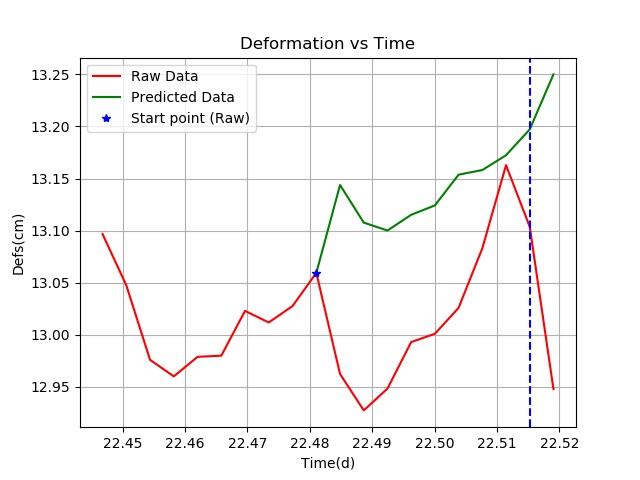 Deformation vs Time
Raw Data
Predicted Data
Start point (Raw)
13.25
13.20
13.15
13.10
13.05
13.00
12.95
Defs(cm)
22.45 22.46 22.47 22.48 22.49 22.50 22.51 22.52
Time(d)